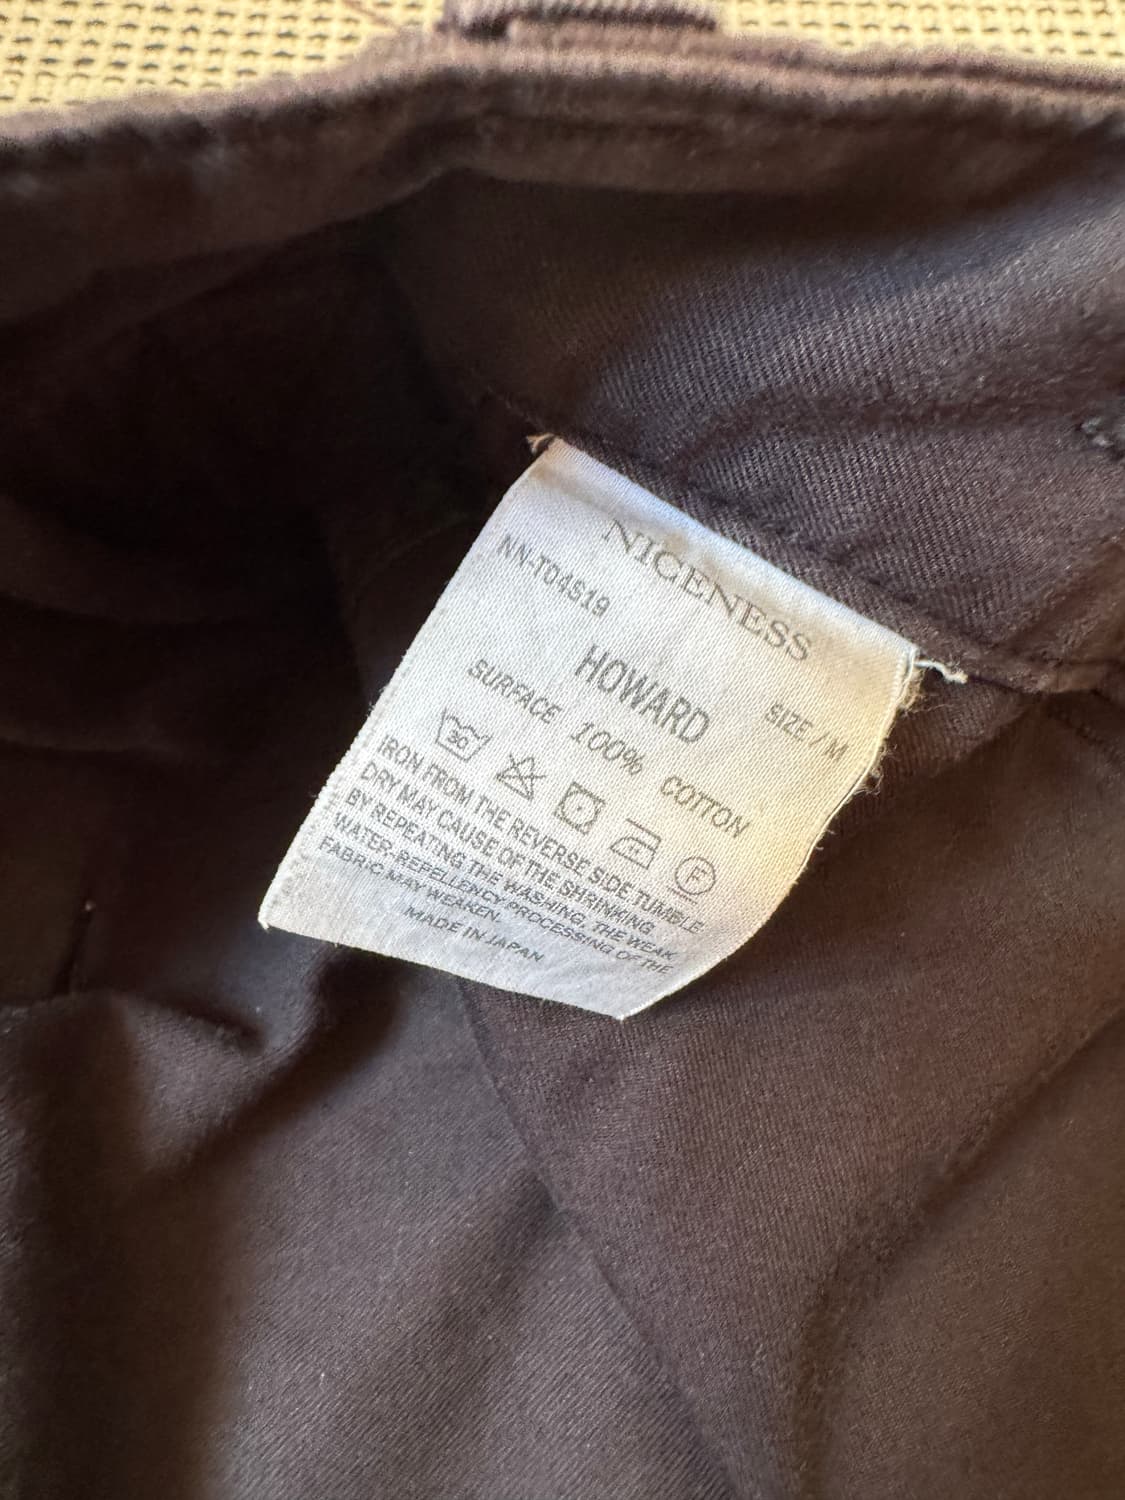 NICENESS
NN-T04S19
HOWARD SIZE / M
SURFACE 100% COTTON
30 F
IRON FROM THE REVERSE SIDE TUMBLE.
DRY MAY CAUSE OF THE SHRINKING
BY REPEATING THE WASHING, THE WEAK
WATER-REPELLENCY PROCESSING OF THE
FABRIC MAY WEAKEN.
MADE IN JAPAN